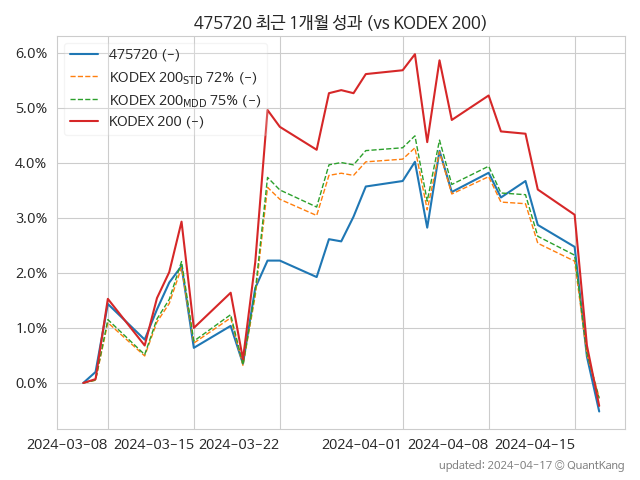 475720 최근 1개월 성과 (vs KODEX 200)
475720 (-)
KODEX 200STD 72% (-)
KODEX 200MDD 75% (-)
KODEX 200 (-)
6.0%
5.0%
4.0%
3.0%
2.0%
1.0%
0.0%
2024-03-08 2024-03-15 2024-03-22 2024-04-01 2024-04-08 2024-04-15
updated: 2024-04-17 © QuantKang